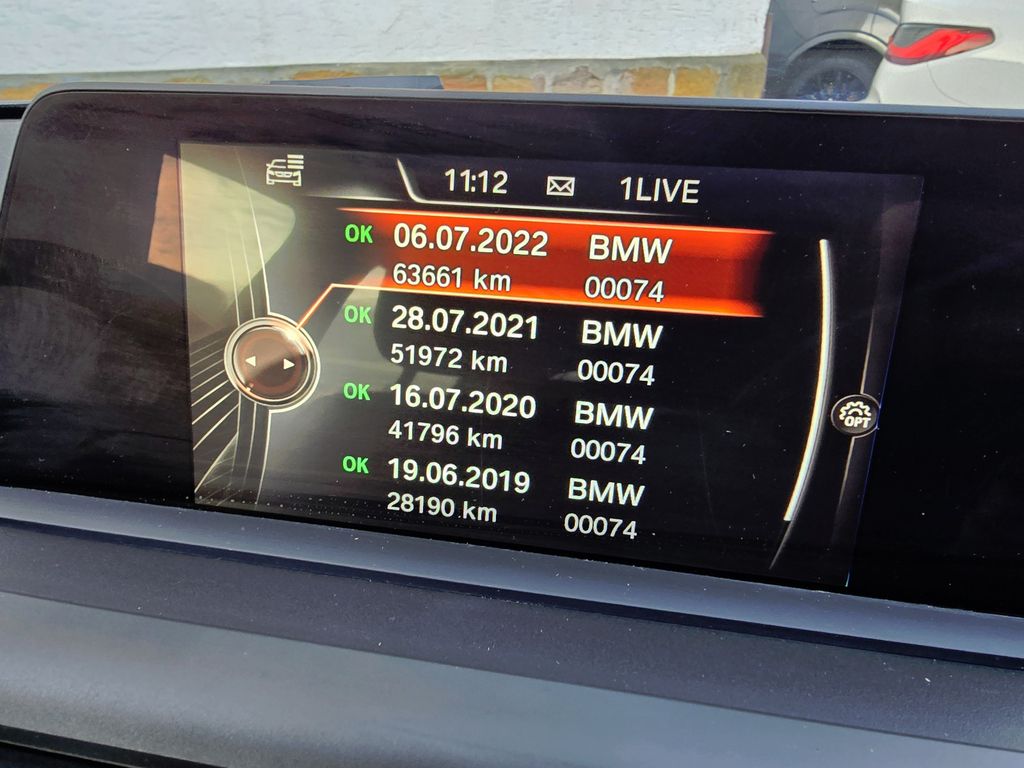 11:12 1LIVE
OK 06.07.2022 BMW
63661 km 00074
OK 28.07.2021 BMW
51972 km 00074
OK 16.07.2020 BMW
41796 km 00074
OK 19.06.2019 BMW
28190 km 00074
OPT